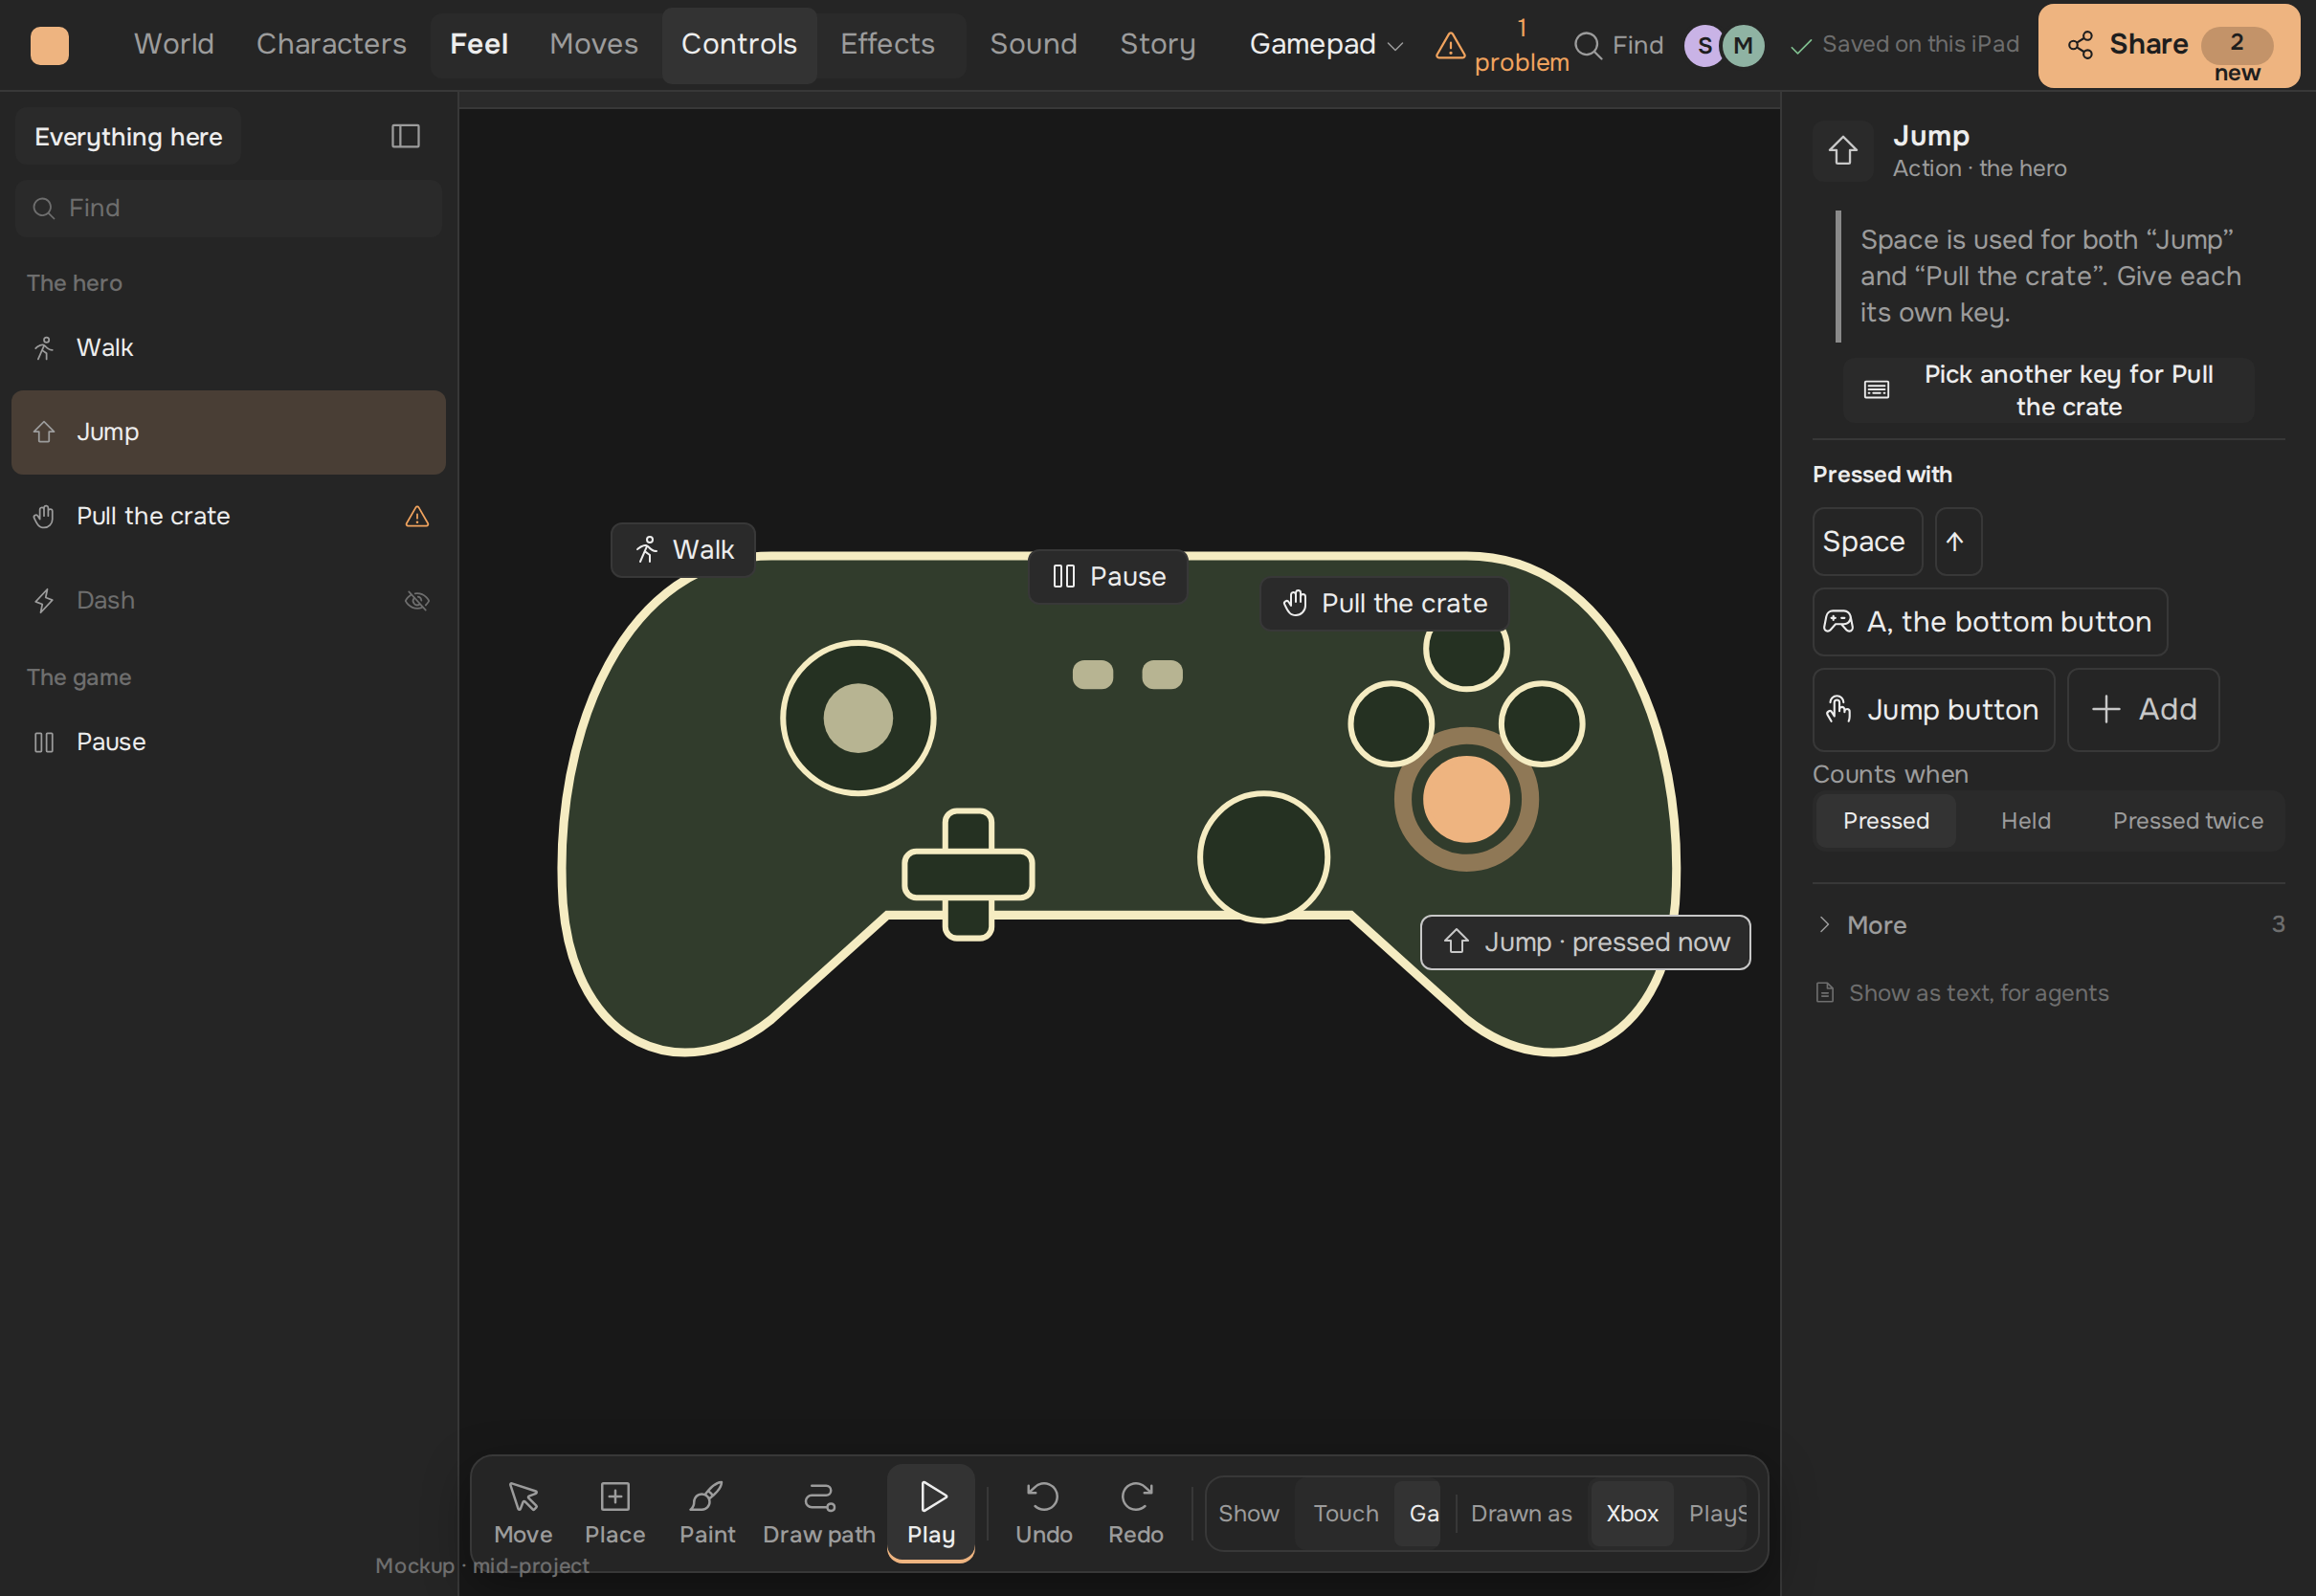 World Characters Feel Moves Controls Effects Sound Story Gamepad
1
problem
Find
S M
Saved on this iPad
Share
2
new
Everything here
Find
The hero
Walk
Jump
Pull the crate
Dash
The game
Pause
Walk
Pause
Pull the crate
Jump · pressed now
Jump
Action · the hero
Space is used for both “Jump”
and “Pull the crate”. Give each
its own key.
Pick another key for Pull
the crate
Pressed with
Space ↑
A, the bottom button
Jump button
Add
Counts when
Pressed Held Pressed twice
More 3
Show as text, for agents
Move Place Paint Draw path Play Undo Redo
Show Touch Ga Drawn as Xbox PlayS
Mockup · mid-project